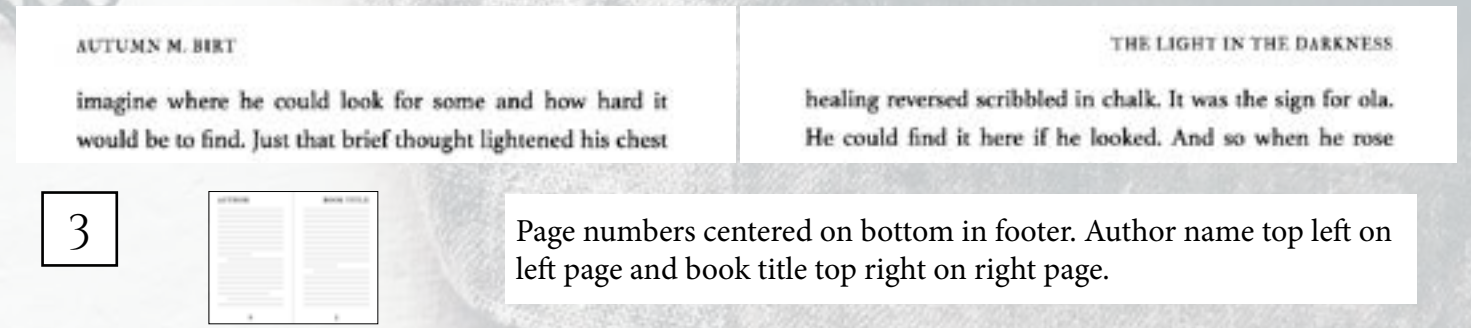 AUTUMN M. BIRT
imagine where he could look for some and how hard it
would be to find. Just that brief thought lightened his chest
THE LIGHT IN THE DARKNESS
healing reversed scribbled in chalk. It was the sign for ola.
He could find it here if he looked. And so when he rose
3
AUTHOR
BOOK TITLE
Page numbers centered on bottom in footer. Author name top left on
left page and book title top right on right page.